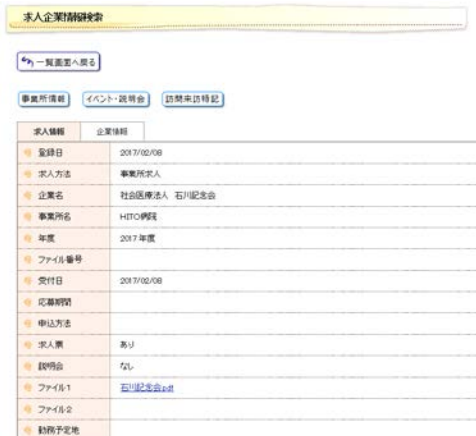 求人企業情報検索
一覧画面へ戻る
事業所情報 イベント・説明会 訪問来訪特記
求人情報 企業情報
登録日 2017/02/08
求人方法 事業所求人
企業名 社会医療法人 石川記念会
事業所名 HITO病院
年度 2017年度
ファイル番号
受付日 2017/02/08
応募期間
申込方法
求人票 あり
説明会 なし
ファイル1 石川記念会.pdf
ファイル2
勤務予定地